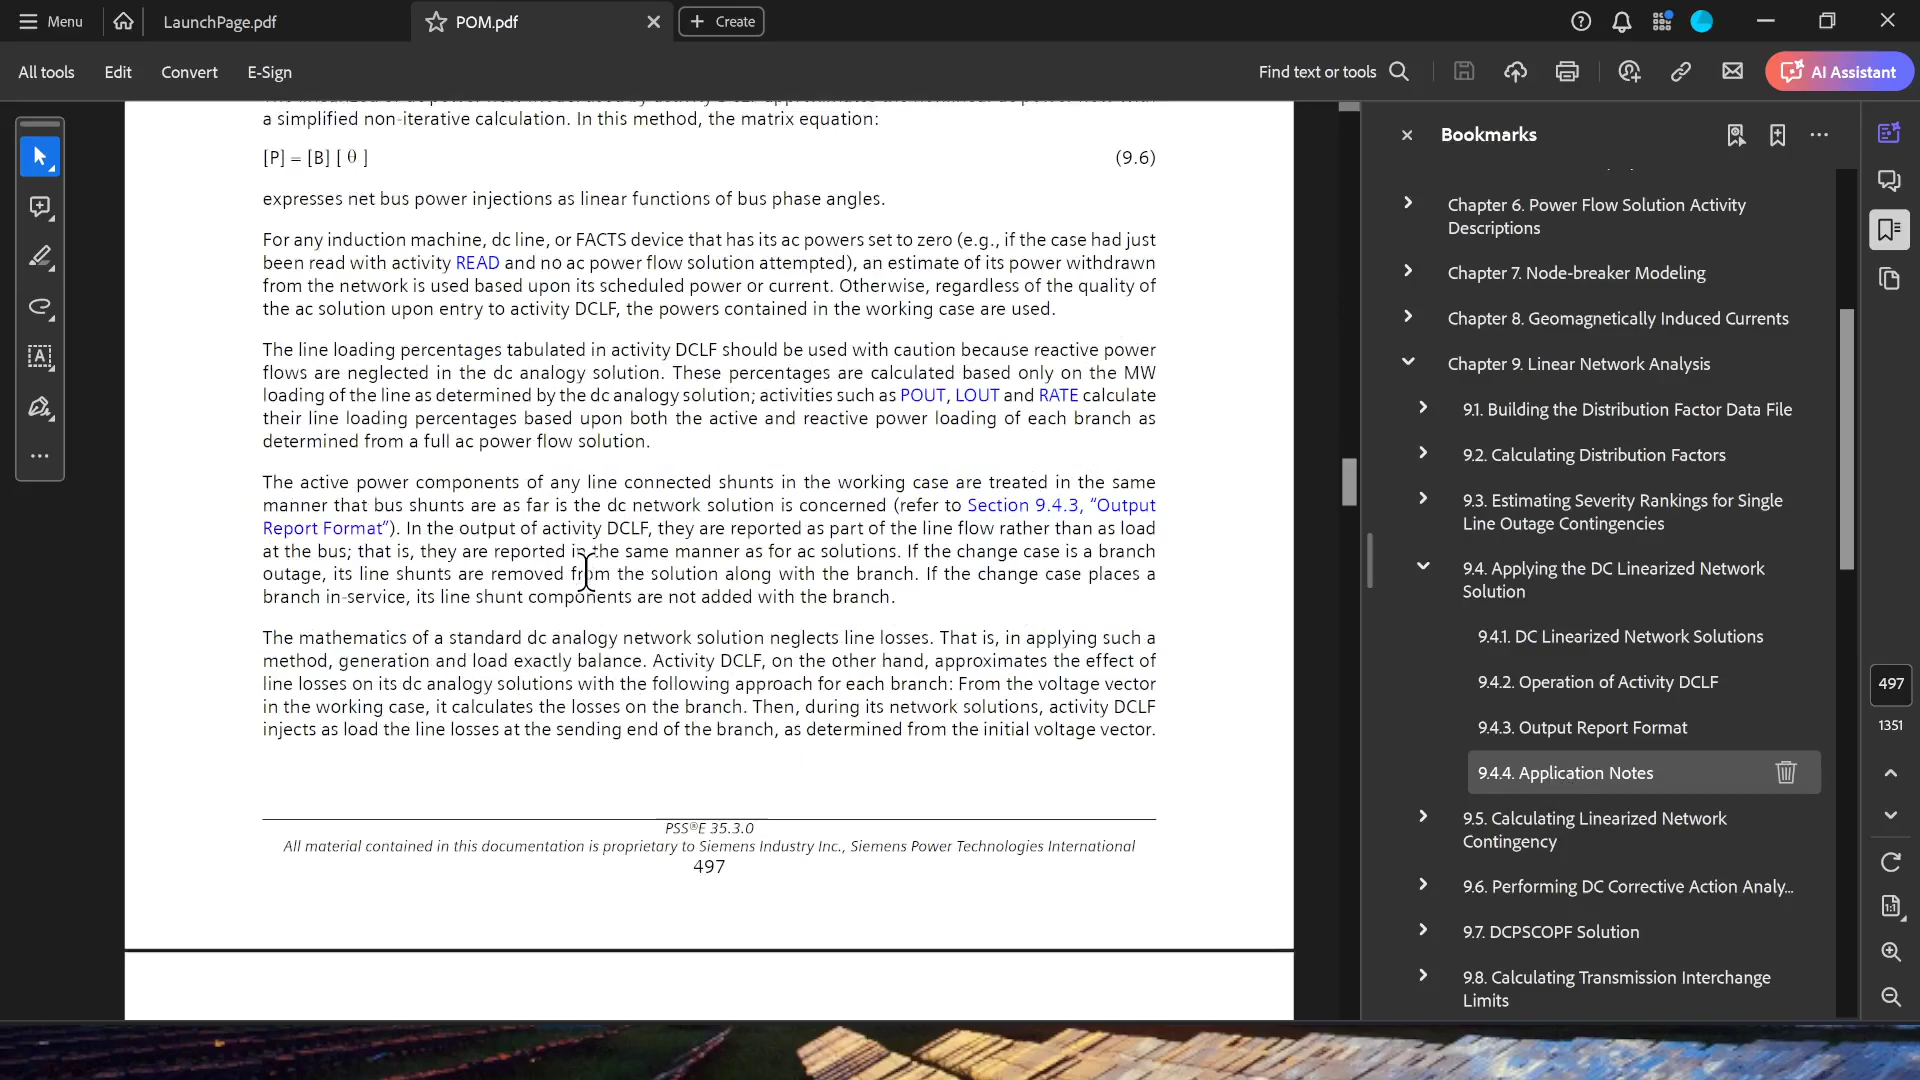 Menu
LaunchPage.pdf
POM.pdf
Create
All tools
Edit
Convert
E-Sign
Find text or tools
AI Assistant
a simplified non-iterative calculation. In this method, the matrix equation:
[P] = [B] [ θ ]
(9.6)
expresses net bus power injections as linear functions of bus phase angles.
For any induction machine, dc line, or FACTS device that has its ac powers set to zero (e.g., if the case had just
been read with activity READ and no ac power flow solution attempted), an estimate of its power withdrawn
from the network is used based upon its scheduled power or current. Otherwise, regardless of the quality of
the ac solution upon entry to activity DCLF, the powers contained in the working case are used.
The line loading percentages tabulated in activity DCLF should be used with caution because reactive power
flows are neglected in the dc analogy solution. These percentages are calculated based only on the MW
loading of the line as determined by the dc analogy solution; activities such as POUT, LOUT and RATE calculate
their line loading percentages based upon both the active and reactive power loading of each branch as
determined from a full ac power flow solution.
The active power components of any line connected shunts in the working case are treated in the same
manner that bus shunts are as far is the dc network solution is concerned (refer to Section 9.4.3, “Output
Report Format”). In the output of activity DCLF, they are reported as part of the line flow rather than as load
at the bus; that is, they are reported in the same manner as for ac solutions. If the change case is a branch
outage, its line shunts are removed from the solution along with the branch. If the change case places a
branch in-service, its line shunt components are not added with the branch.
The mathematics of a standard dc analogy network solution neglects line losses. That is, in applying such a
method, generation and load exactly balance. Activity DCLF, on the other hand, approximates the effect of
line losses on its dc analogy solutions with the following approach for each branch: From the voltage vector
in the working case, it calculates the losses on the branch. Then, during its network solutions, activity DCLF
injects as load the line losses at the sending end of the branch, as determined from the initial voltage vector.
PSS®E 35.3.0
All material contained in this documentation is proprietary to Siemens Industry Inc., Siemens Power Technologies International
497
Bookmarks
Chapter 6. Power Flow Solution Activity
Descriptions
Chapter 7. Node-breaker Modeling
Chapter 8. Geomagnetically Induced Currents
Chapter 9. Linear Network Analysis
9.1. Building the Distribution Factor Data File
9.2. Calculating Distribution Factors
9.3. Estimating Severity Rankings for Single
Line Outage Contingencies
9.4. Applying the DC Linearized Network
Solution
9.4.1. DC Linearized Network Solutions
9.4.2. Operation of Activity DCLF
9.4.3. Output Report Format
9.4.4. Application Notes
9.5. Calculating Linearized Network
Contingency
9.6. Performing DC Corrective Action Analy...
9.7. DCPSCOPF Solution
9.8. Calculating Transmission Interchange
Limits
497
1351